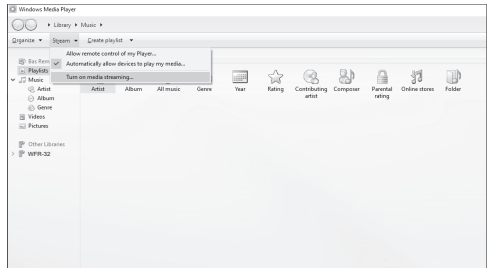 Windows Media Player
Library Music
Organize Stream Create playlist
Allow remote control of my Player...
Automatically allow devices to play my media...
Turn on media streaming...
Bas Rem
Playlists
Music
Artist
Album
Genre
Videos
Pictures
Other Libraries
WFR-32
Artist Album All music Genre Year Rating Contributing artist Composer Parental rating Online stores Folder